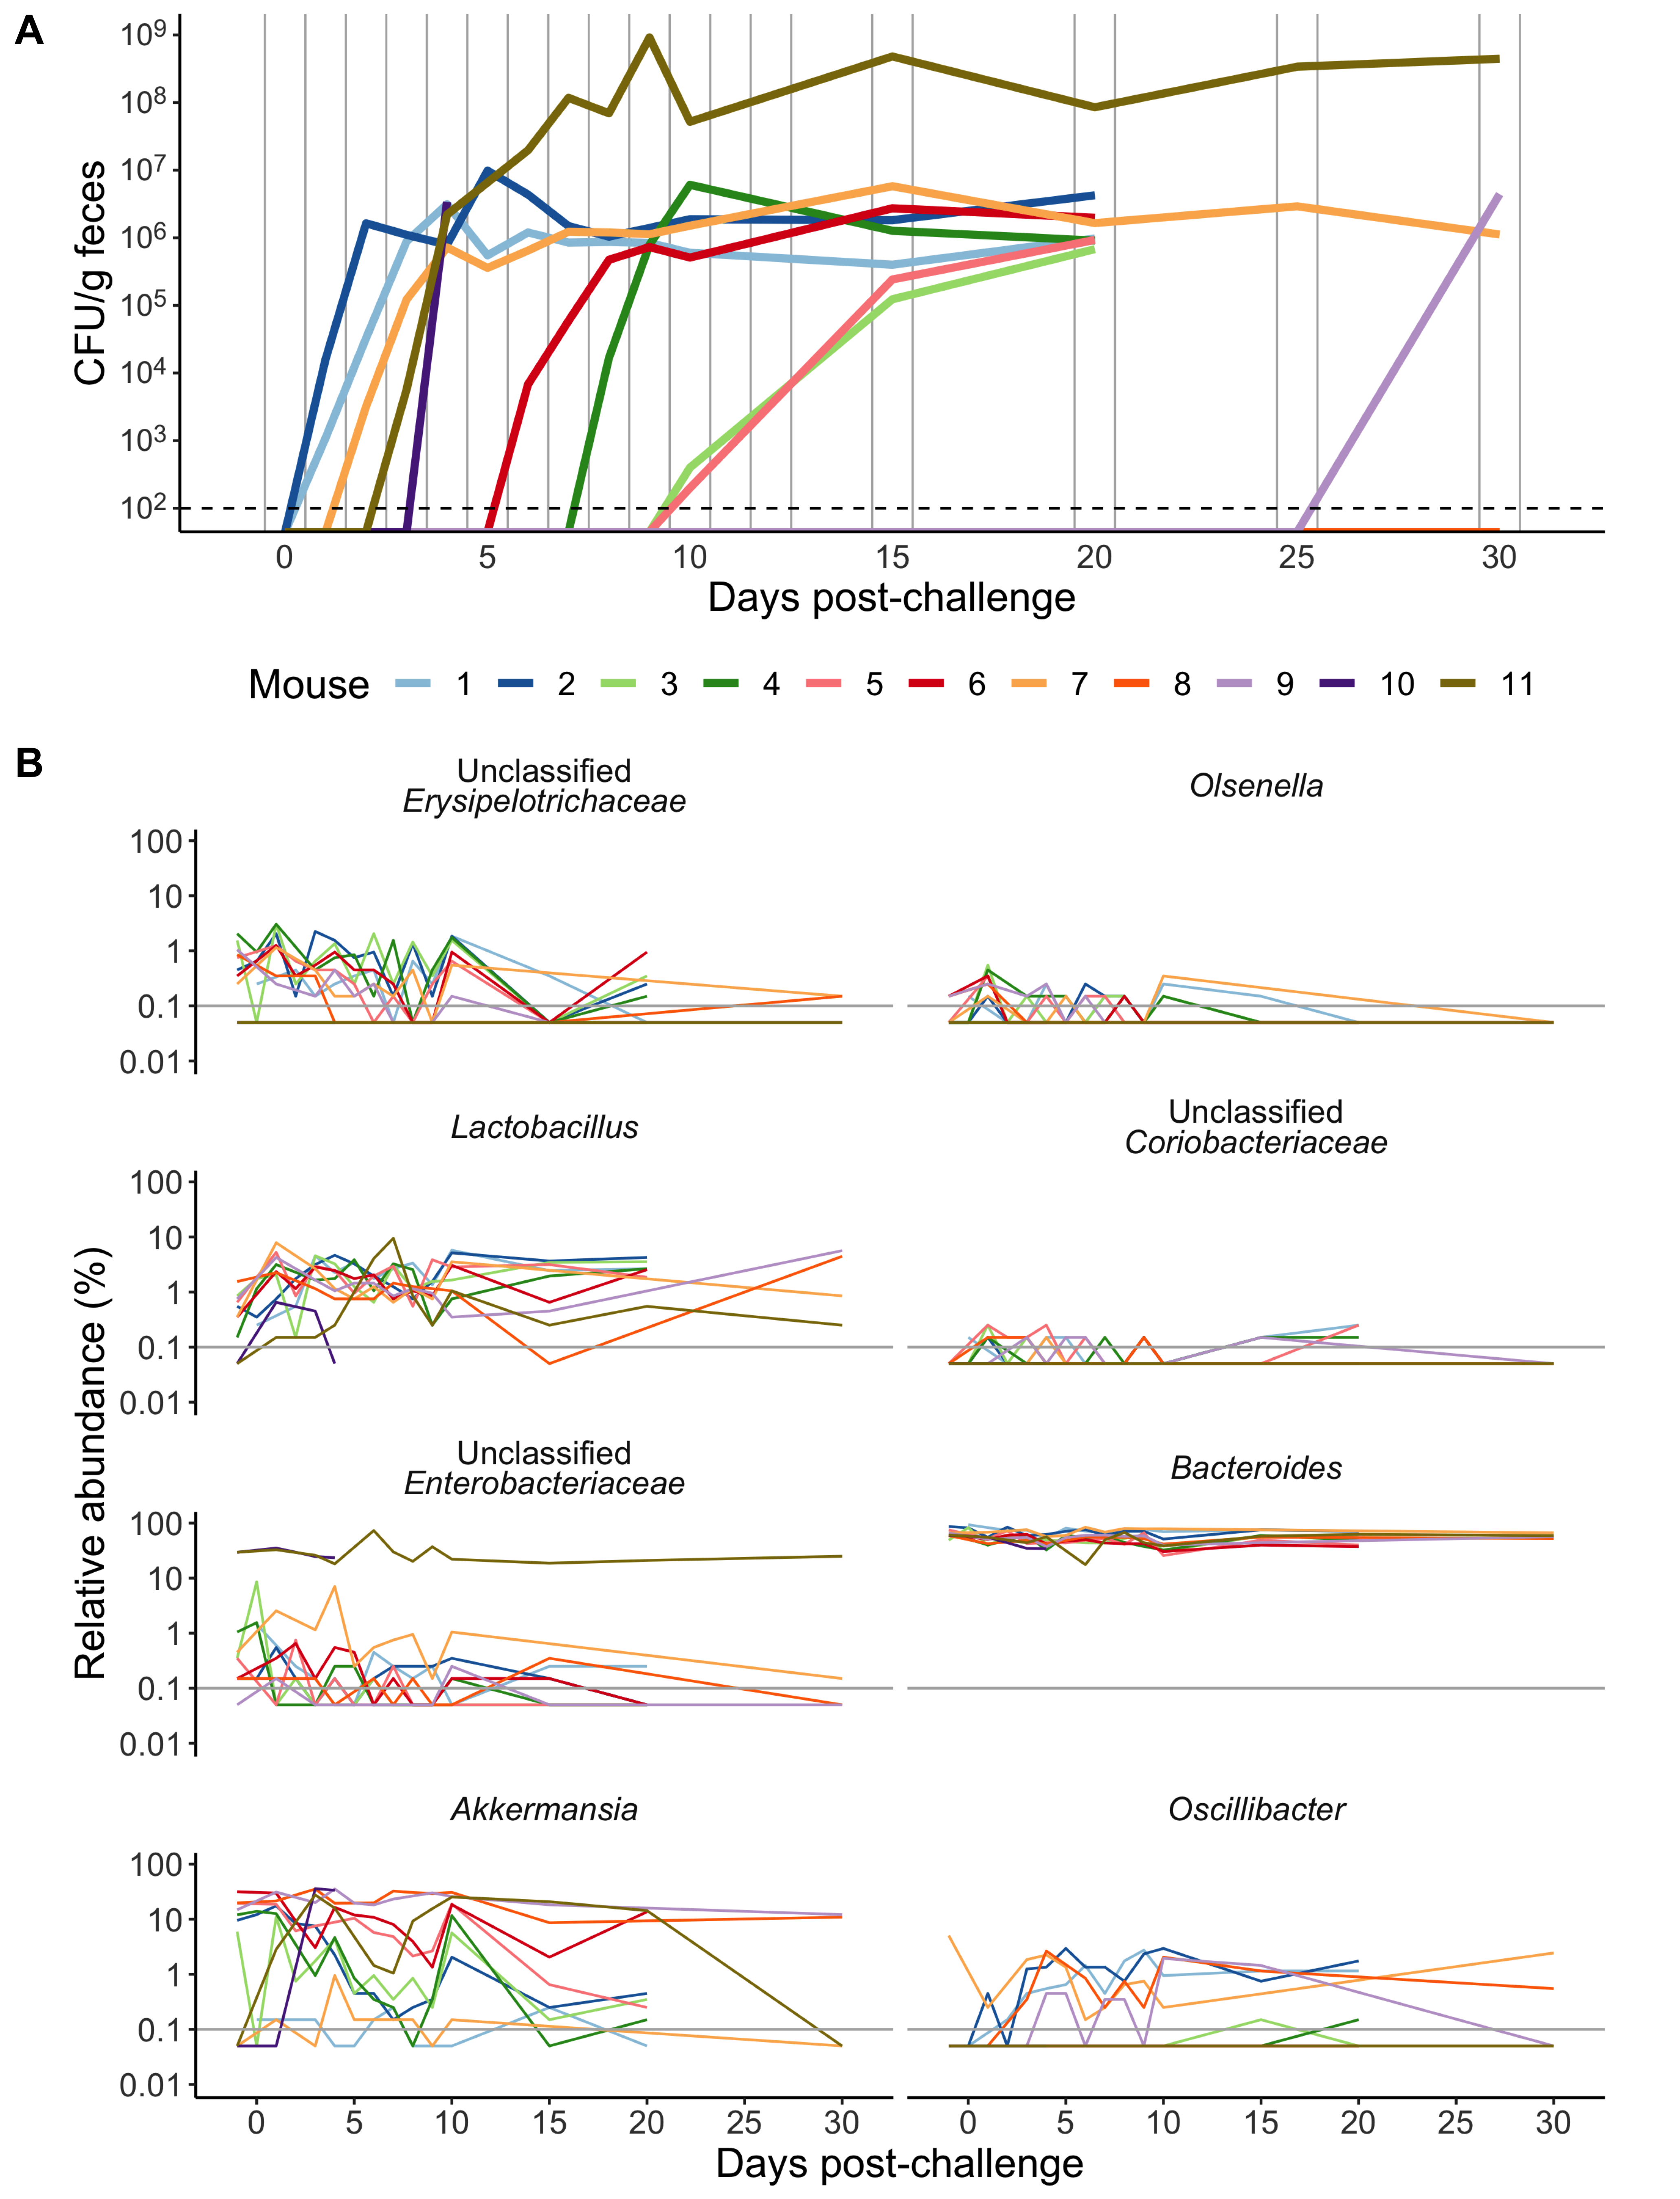 A
10⁹
10⁸
10⁷
10⁶
10⁵
10⁴
10³
10²
CFU/g feces
0 5 10 15 20 25 30
Days post-challenge
Mouse 1 2 3 4 5 6 7 8 9 10 11
B
Relative abundance (%)
Unclassified
Erysipelotrichaceae
Olsenella
100
10
1
0.1
0.01
Lactobacillus
Unclassified
Coriobacteriaceae
100
10
1
0.1
0.01
Unclassified
Enterobacteriaceae
Bacteroides
100
10
1
0.1
0.01
Akkermansia
Oscillibacter
100
10
1
0.1
0.01
0 5 10 15 20 25 30
0 5 10 15 20 25 30
Days post-challenge